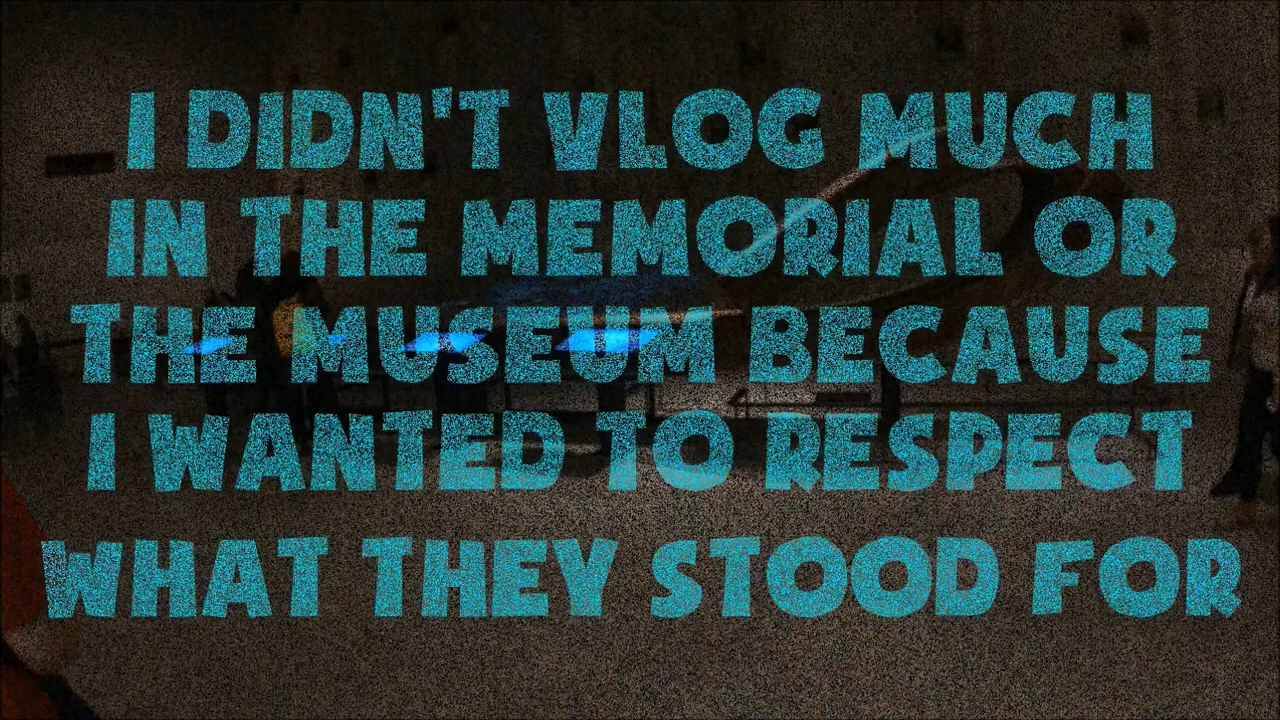 I DIDN'T VLOG MUCH
IN THE MEMORIAL OR
THE MUSEUM BECAUSE
I WANTED TO RESPECT
WHAT THEY STOOD FOR